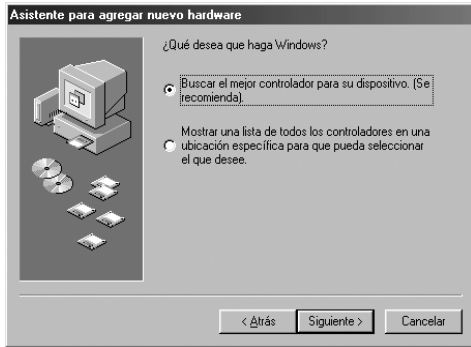 Asistente para agregar nuevo hardware
¿Qué desea que haga Windows?
Buscar el mejor controlador para su dispositivo. (Se
recomienda).
Mostrar una lista de todos los controladores en una
ubicación específica para que pueda seleccionar
el que desee.
< Atrás
Siguiente >
Cancelar